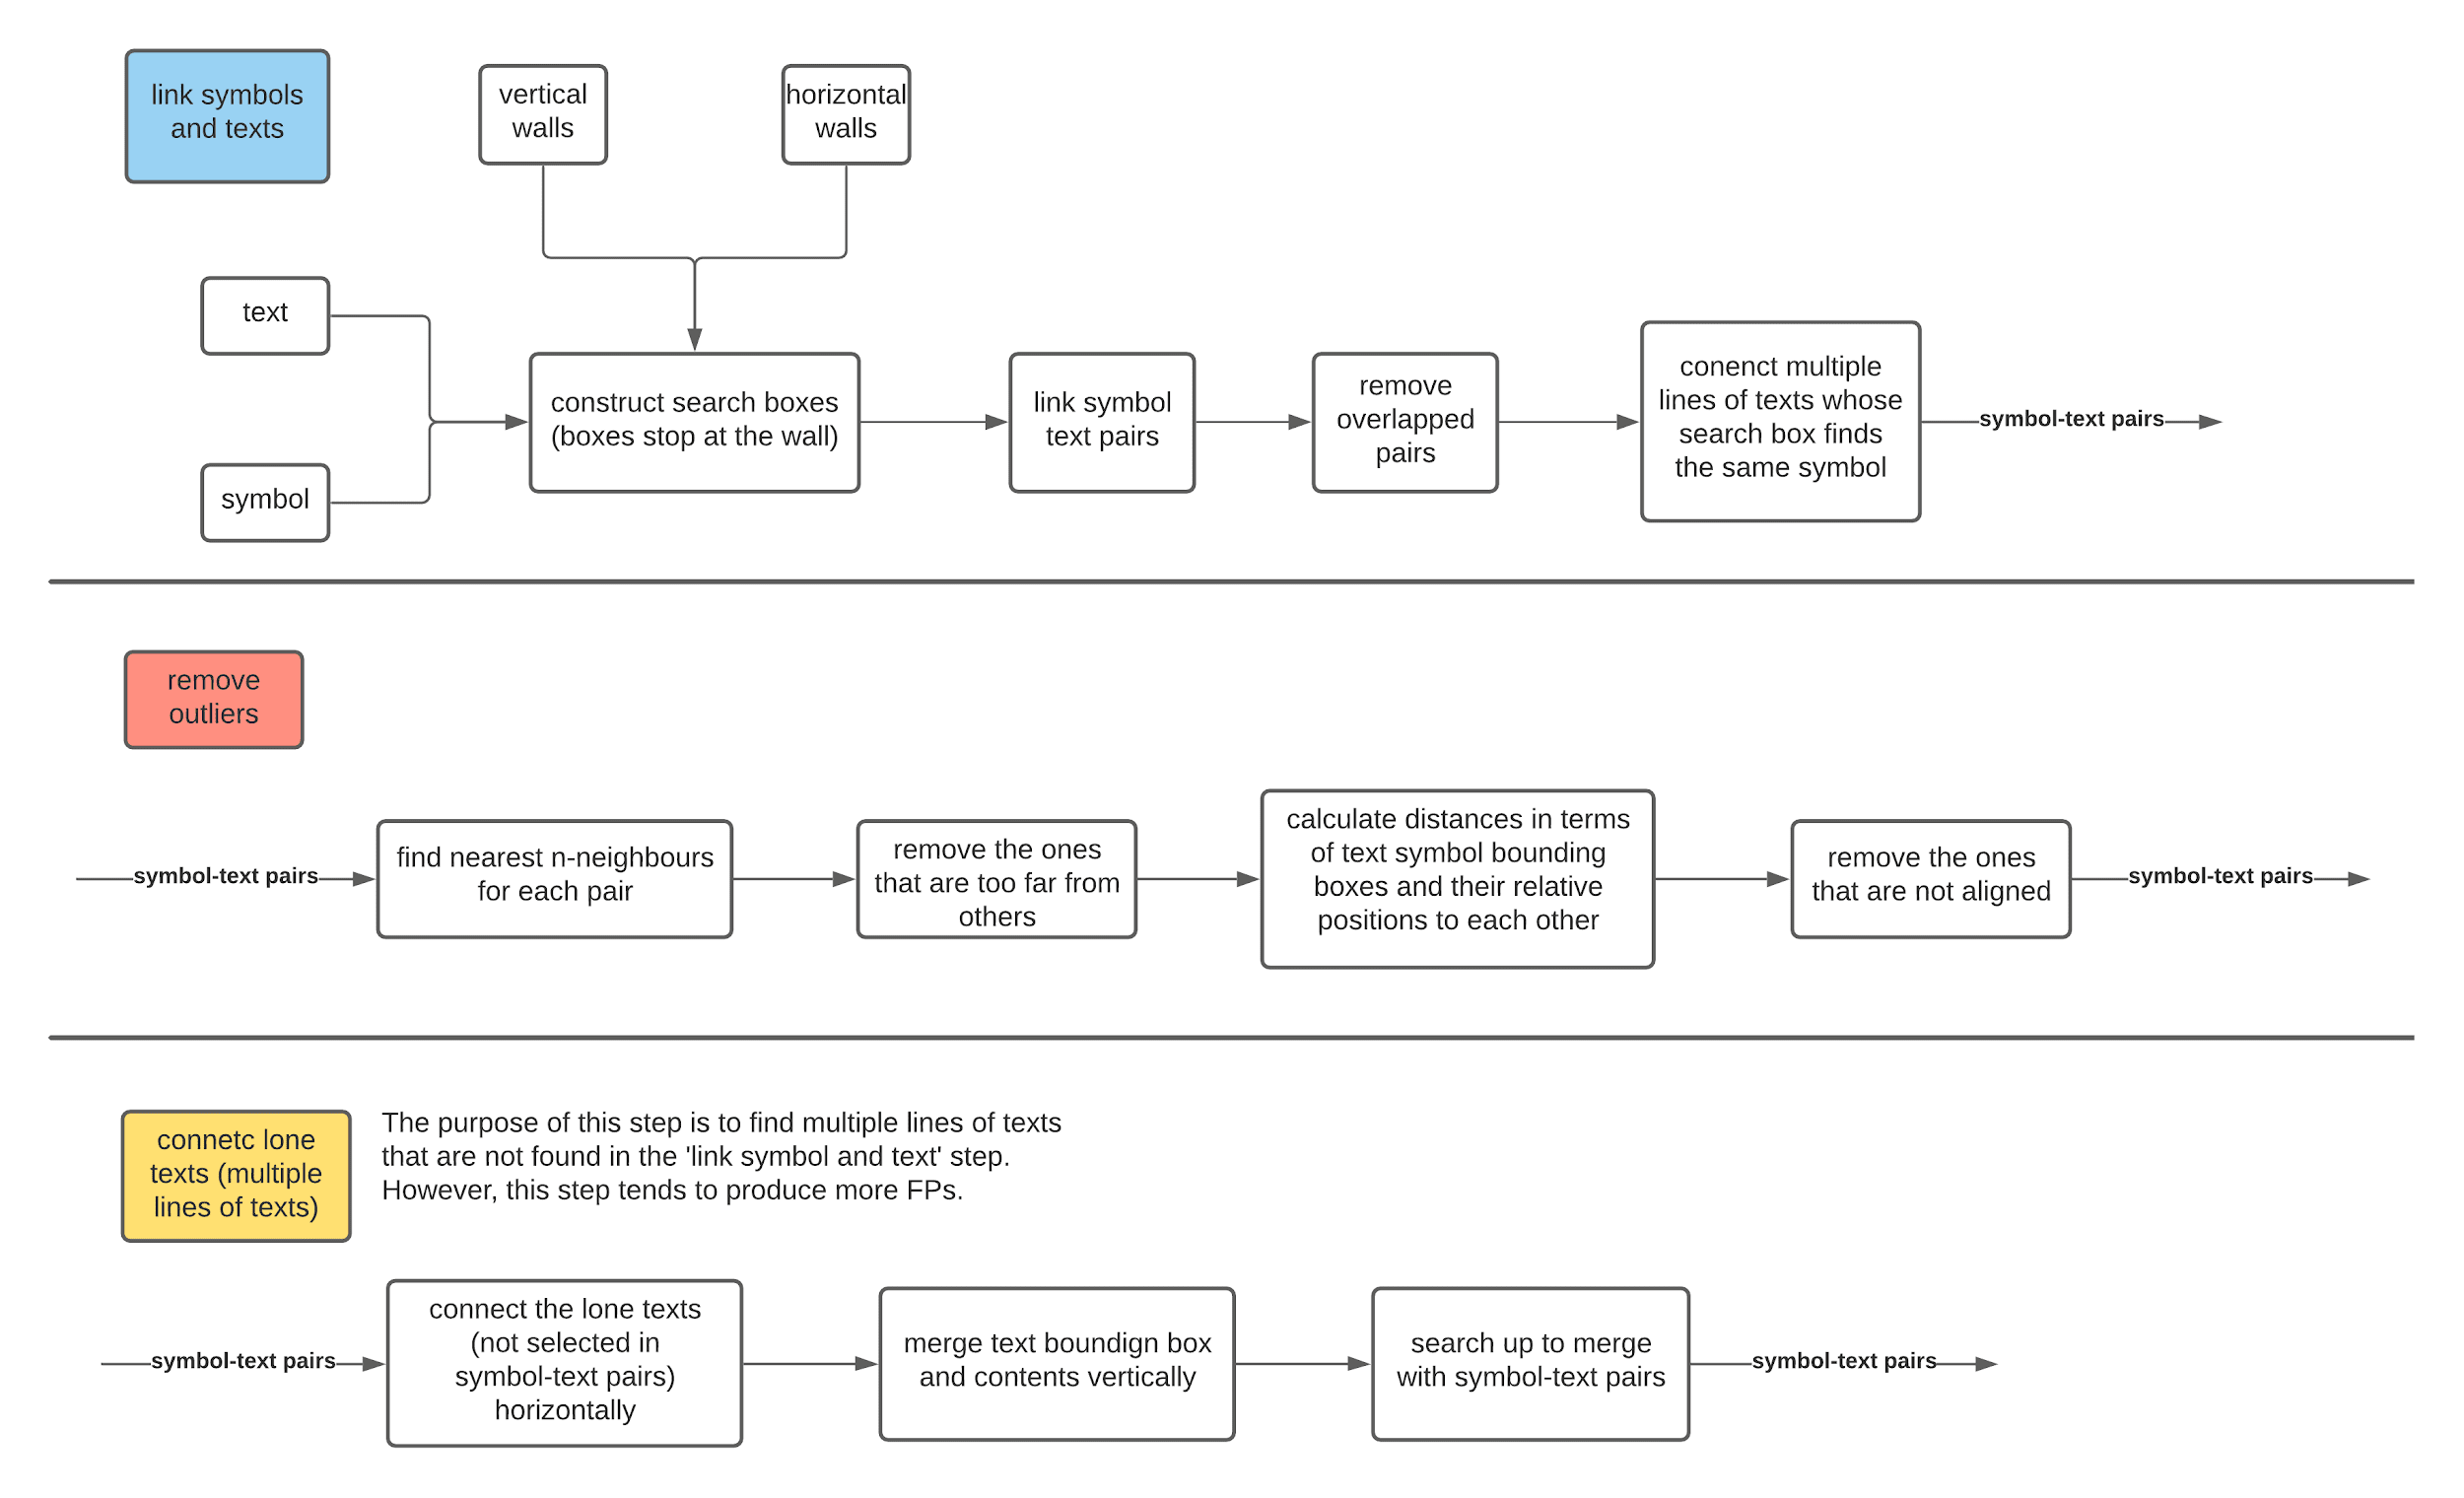 link symbols
and texts
vertical
walls
horizontal
walls
text
symbol
construct search boxes
(boxes stop at the wall)
link symbol
text pairs
remove
overlapped
pairs
conenct multiple
lines of texts whose
search box finds
the same symbol
symbol-text pairs
remove
outliers
symbol-text pairs
find nearest n-neighbours
for each pair
remove the ones
that are too far from
others
calculate distances in terms
of text symbol bounding
boxes and their relative
positions to each other
remove the ones
that are not aligned
symbol-text pairs
connetc lone
texts (multiple
lines of texts)
The purpose of this step is to find multiple lines of texts
that are not found in the 'link symbol and text' step.
However, this step tends to produce more FPs.
symbol-text pairs
connect the lone texts
(not selected in
symbol-text pairs)
horizontally
merge text boundign box
and contents vertically
search up to merge
with symbol-text pairs
symbol-text pairs